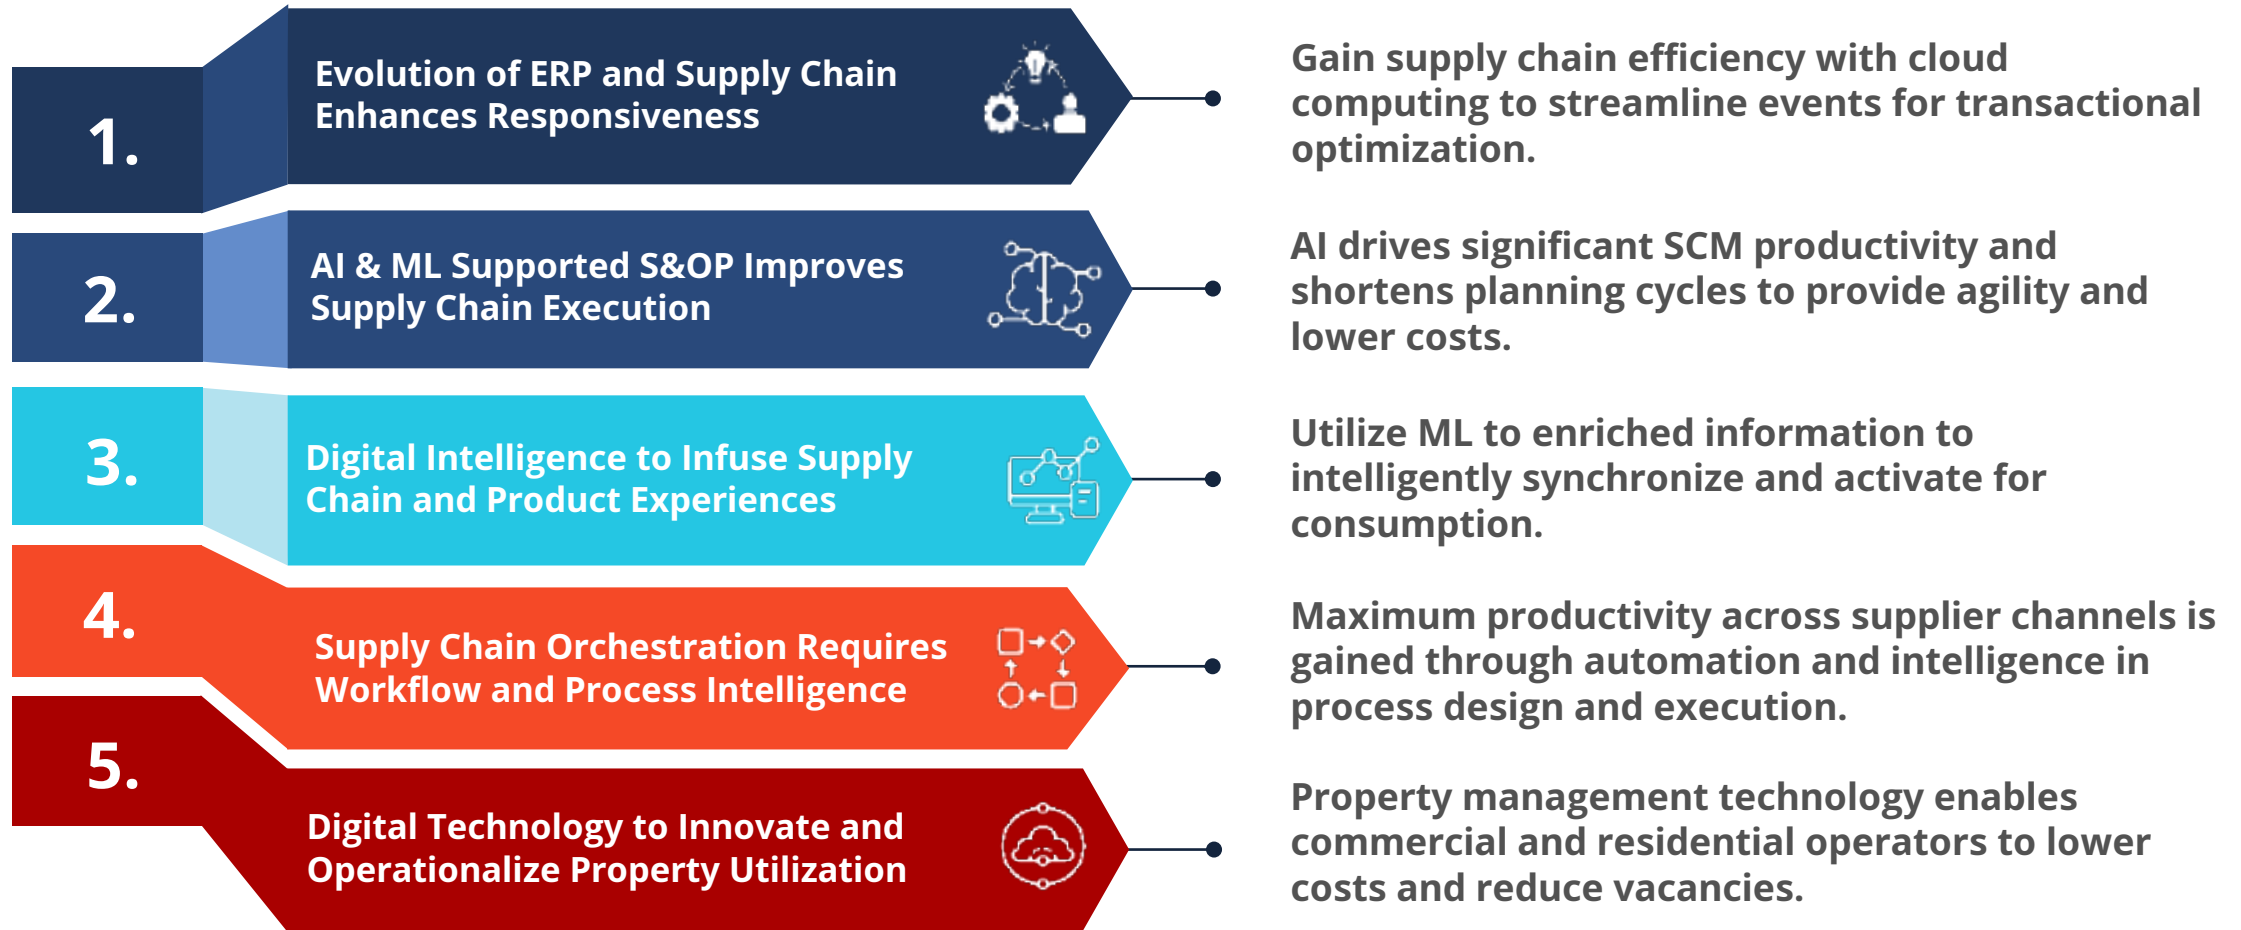 1.
Evolution of ERP and Supply Chain
Enhances Responsiveness
Gain supply chain efficiency with cloud
computing to streamline events for transactional
optimization.
2.
AI & ML Supported S&OP Improves
Supply Chain Execution
AI drives significant SCM productivity and
shortens planning cycles to provide agility and
lower costs.
3.
Digital Intelligence to Infuse Supply
Chain and Product Experiences
Utilize ML to enriched information to
intelligently synchronize and activate for
consumption.
4.
Supply Chain Orchestration Requires
Workflow and Process Intelligence
Maximum productivity across supplier channels is
gained through automation and intelligence in
process design and execution.
5.
Digital Technology to Innovate and
Operationalize Property Utilization
Property management technology enables
commercial and residential operators to lower
costs and reduce vacancies.